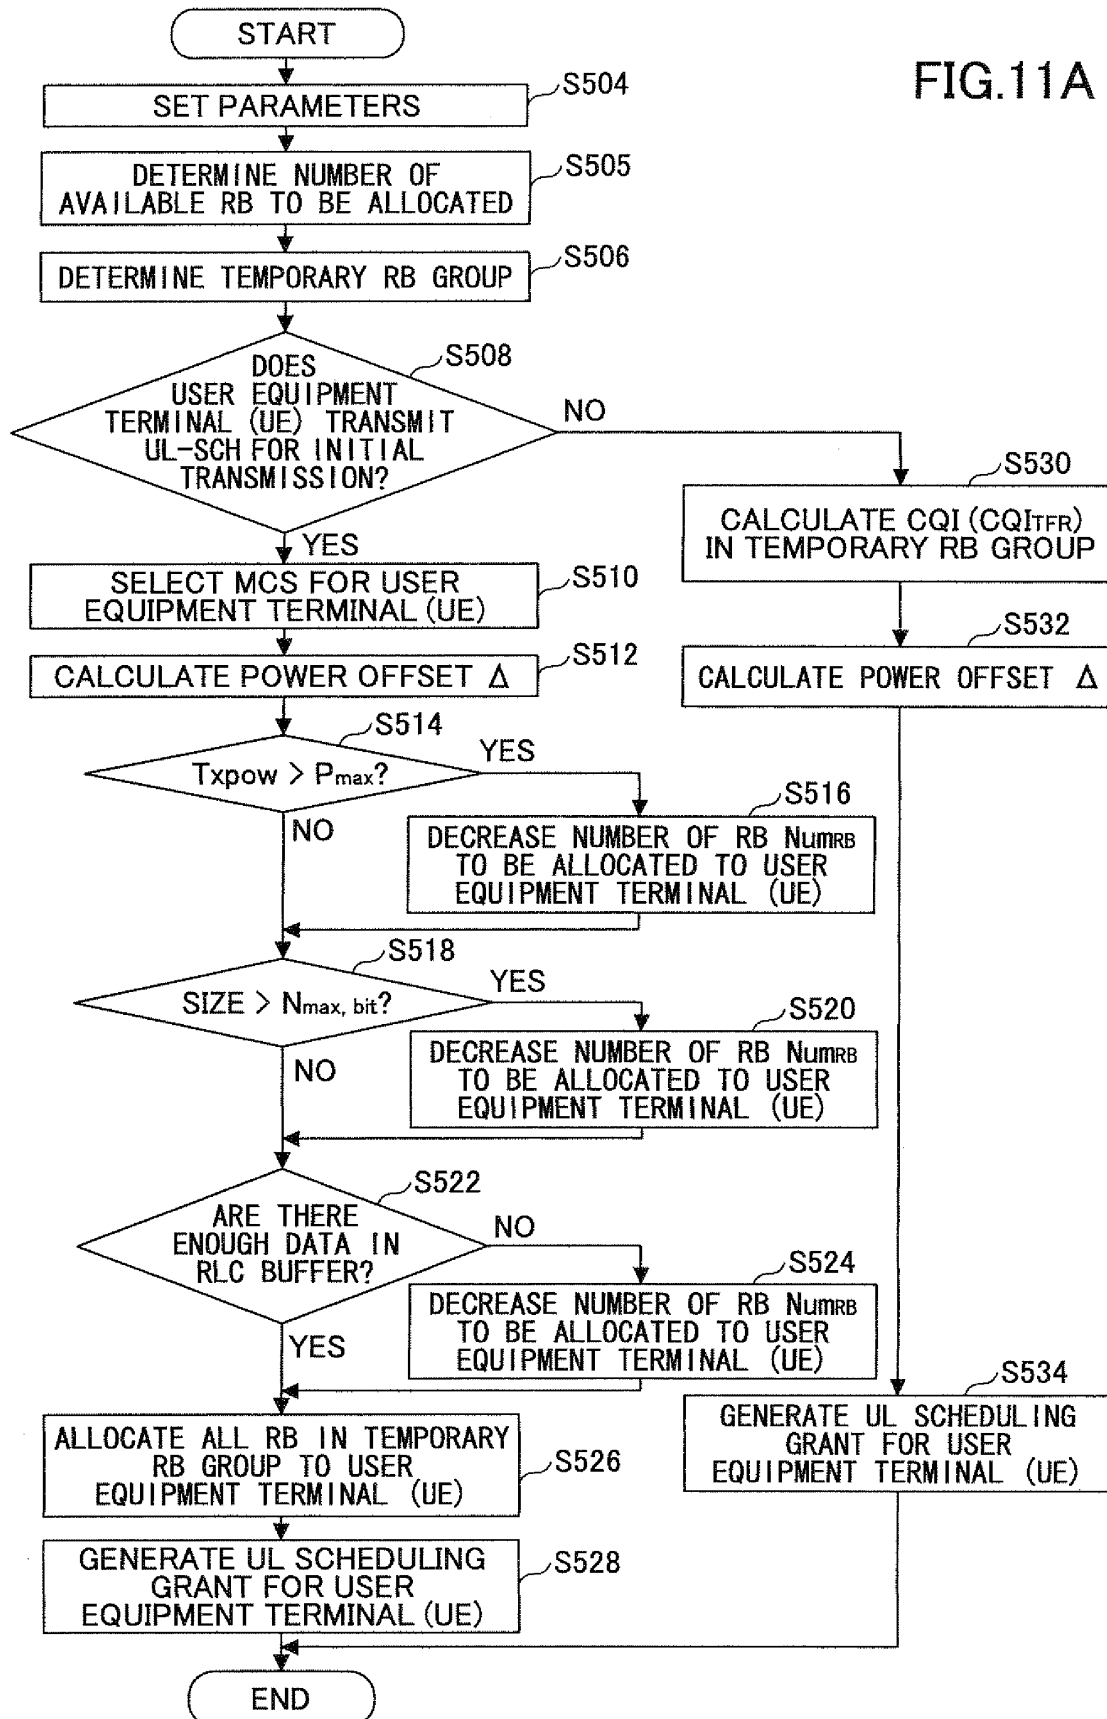 START
FIG.11A
S504
SET PARAMETERS
S505
DETERMINE NUMBER OF
AVAILABLE RB TO BE ALLOCATED
S506
DETERMINE TEMPORARY RB GROUP
S508
DOES
USER EQUIPMENT
TERMINAL (UE) TRANSMIT
UL-SCH FOR INITIAL
TRANSMISSION?
NO
YES
S530
CALCULATE CQI (CQITFR)
IN TEMPORARY RB GROUP
S510
SELECT MCS FOR USER
EQUIPMENT TERMINAL (UE)
S532
CALCULATE POWER OFFSET Δ
S512
CALCULATE POWER OFFSET Δ
S514
Txpow > Pmax?
YES
NO
S516
DECREASE NUMBER OF RB NumRB
TO BE ALLOCATED TO USER
EQUIPMENT TERMINAL (UE)
S518
SIZE > Nmax, bit?
YES
NO
S520
DECREASE NUMBER OF RB NumRB
TO BE ALLOCATED TO USER
EQUIPMENT TERMINAL (UE)
S522
ARE THERE
ENOUGH DATA IN
RLC BUFFER?
NO
YES
S524
DECREASE NUMBER OF RB NumRB
TO BE ALLOCATED TO USER
EQUIPMENT TERMINAL (UE)
S534
GENERATE UL SCHEDULING
GRANT FOR USER
EQUIPMENT TERMINAL (UE)
ALLOCATE ALL RB IN TEMPORARY
RB GROUP TO USER
EQUIPMENT TERMINAL (UE)
S526
GENERATE UL SCHEDULING
GRANT FOR USER
EQUIPMENT TERMINAL (UE)
S528
END